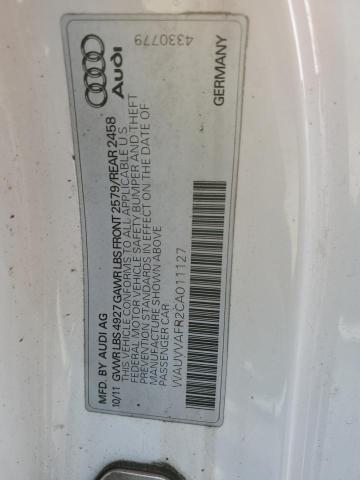 MFD. BY AUDI AG
10/11 GVWR LBS 4927 GAWR LBS FRONT 2579/REAR 2458
THIS VEHICLE CONFORMS TO ALL APPLICABLE U S
FEDERAL MOTOR VEHICLE SAFETY BUMPER AND THEFT
PREVENTION STANDARDS IN EFFECT ON THE DATE OF
MANUFACTURE SHOWN ABOVE
PASSENGER CAR
WAUVVAFR2CA011127
Audi
4330779
GERMANY